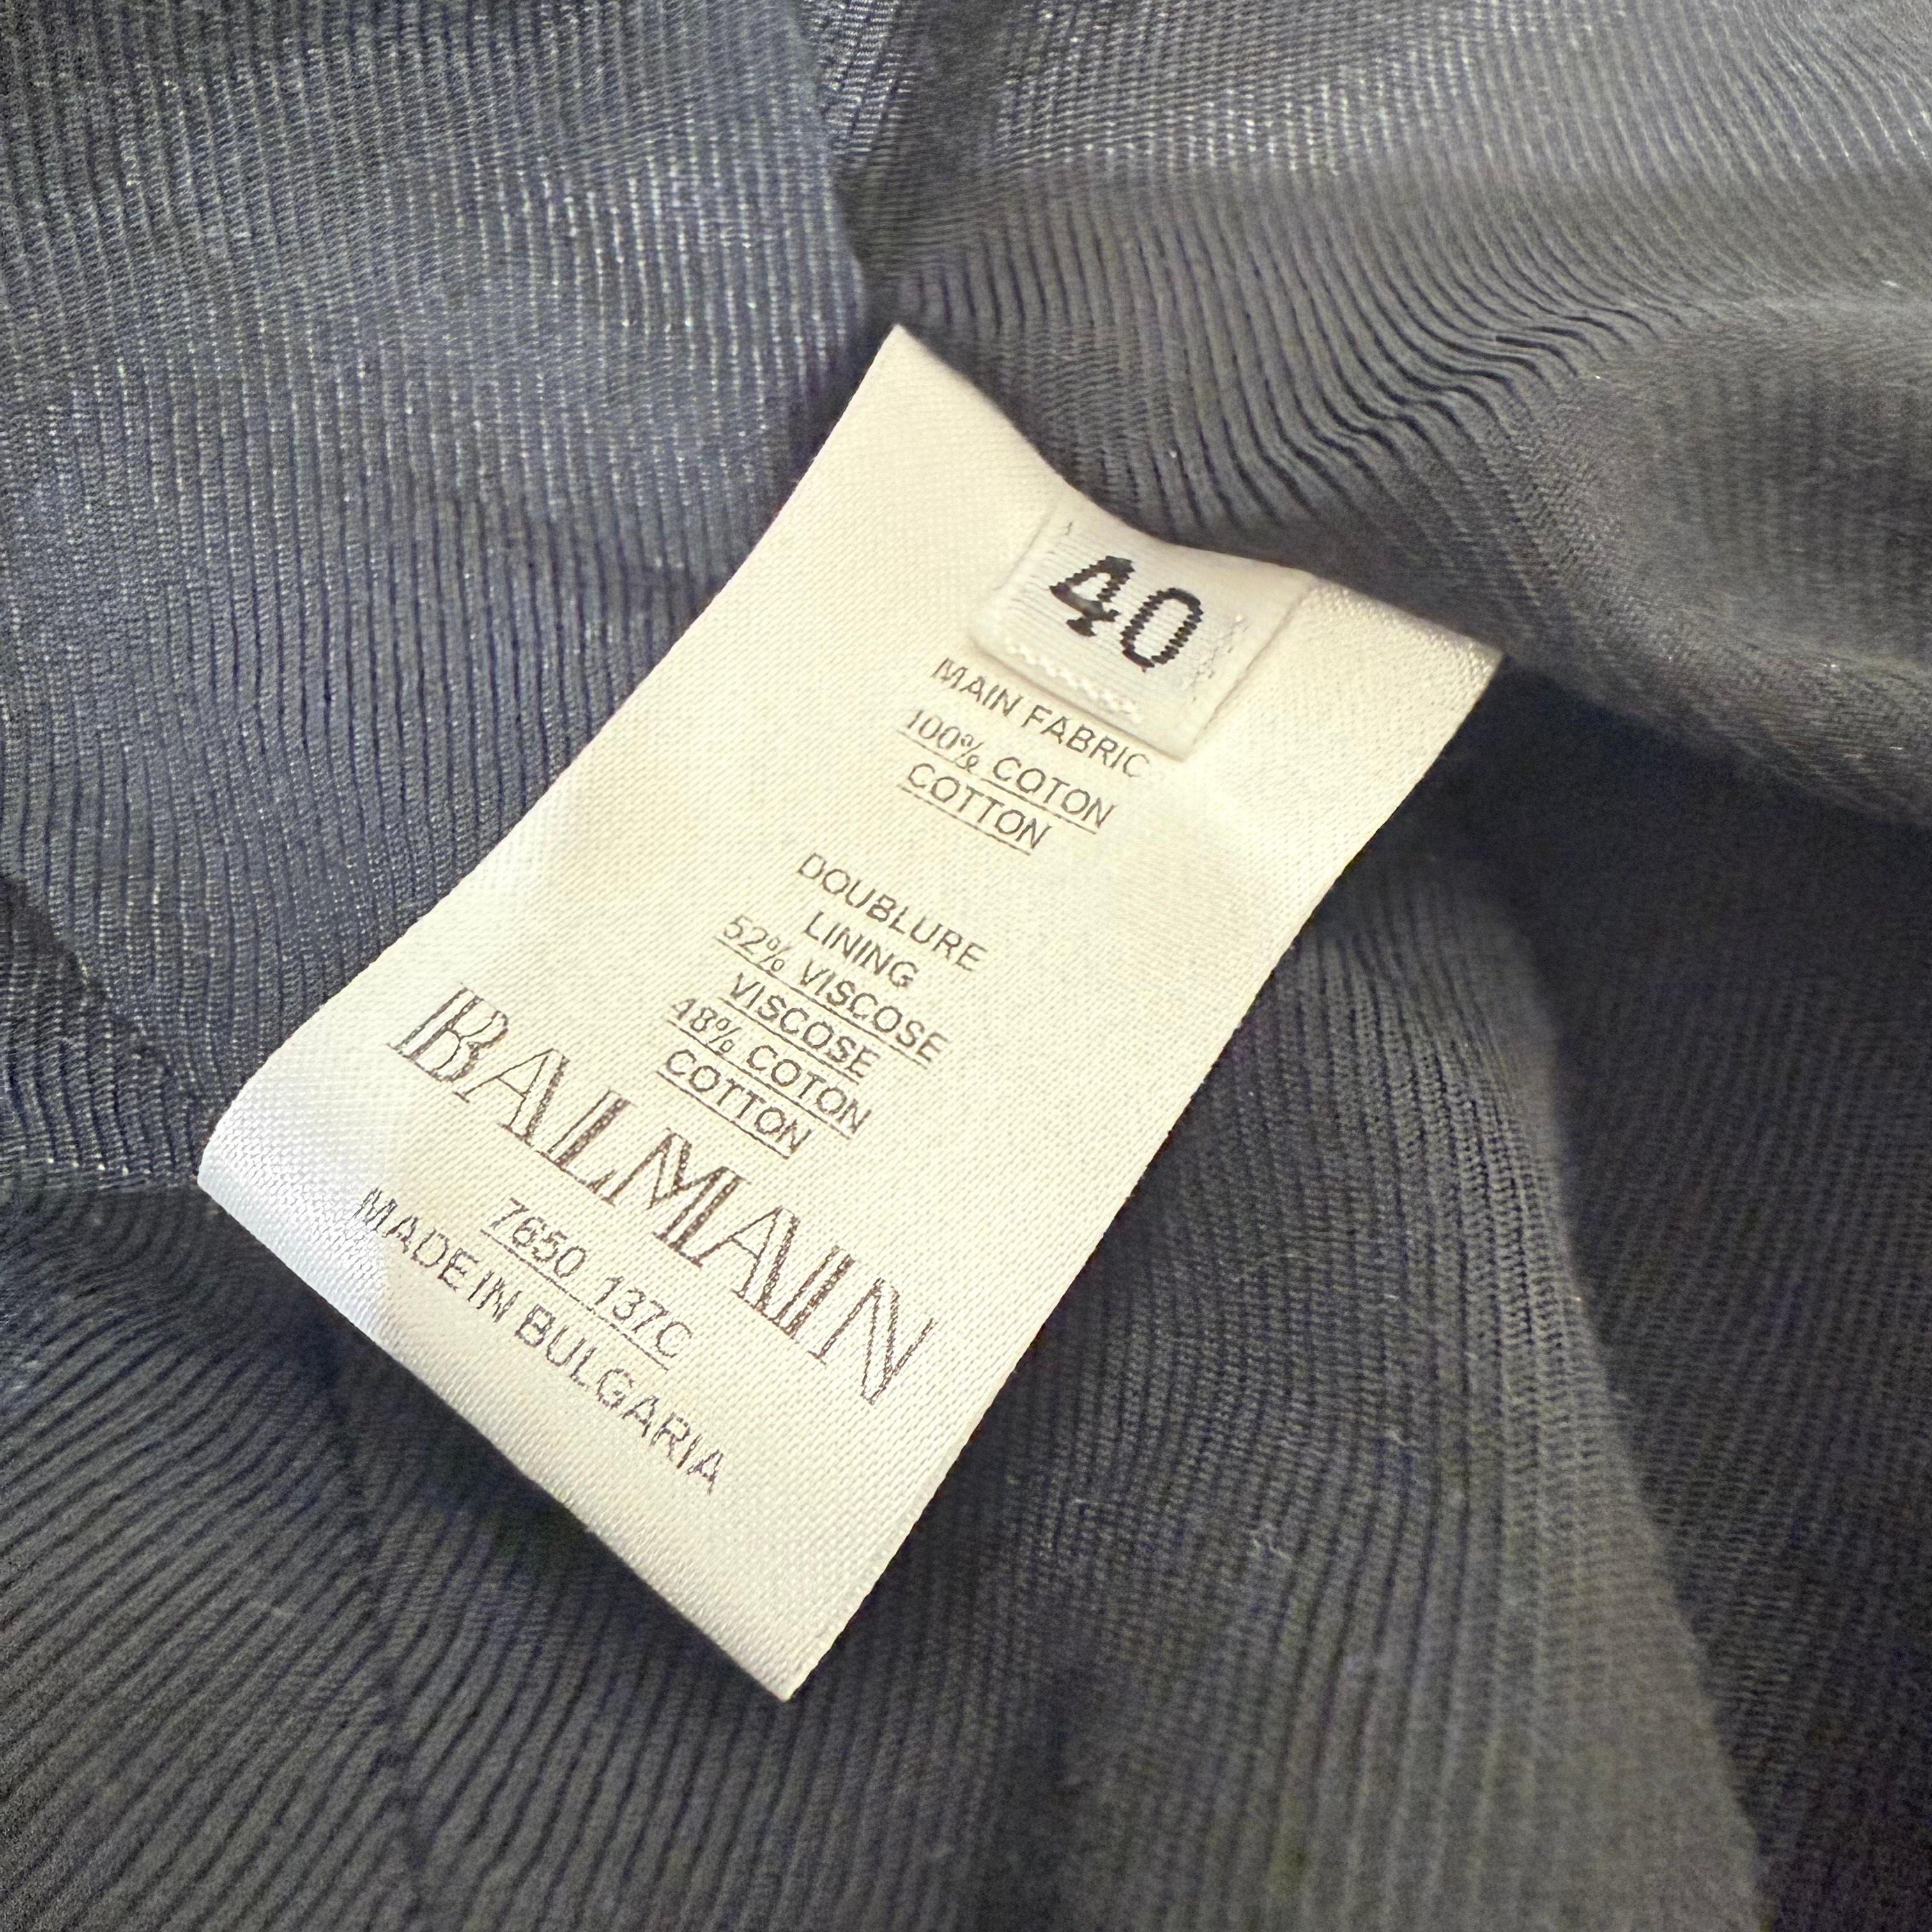 40
MAIN FABRIC
100% COTON
COTTON
DOUBLURE
LINING
52% VISCOSE
VISCOSE
48% COTON
COTTON
BALMAIN
7650 137C
MADE IN BULGARIA